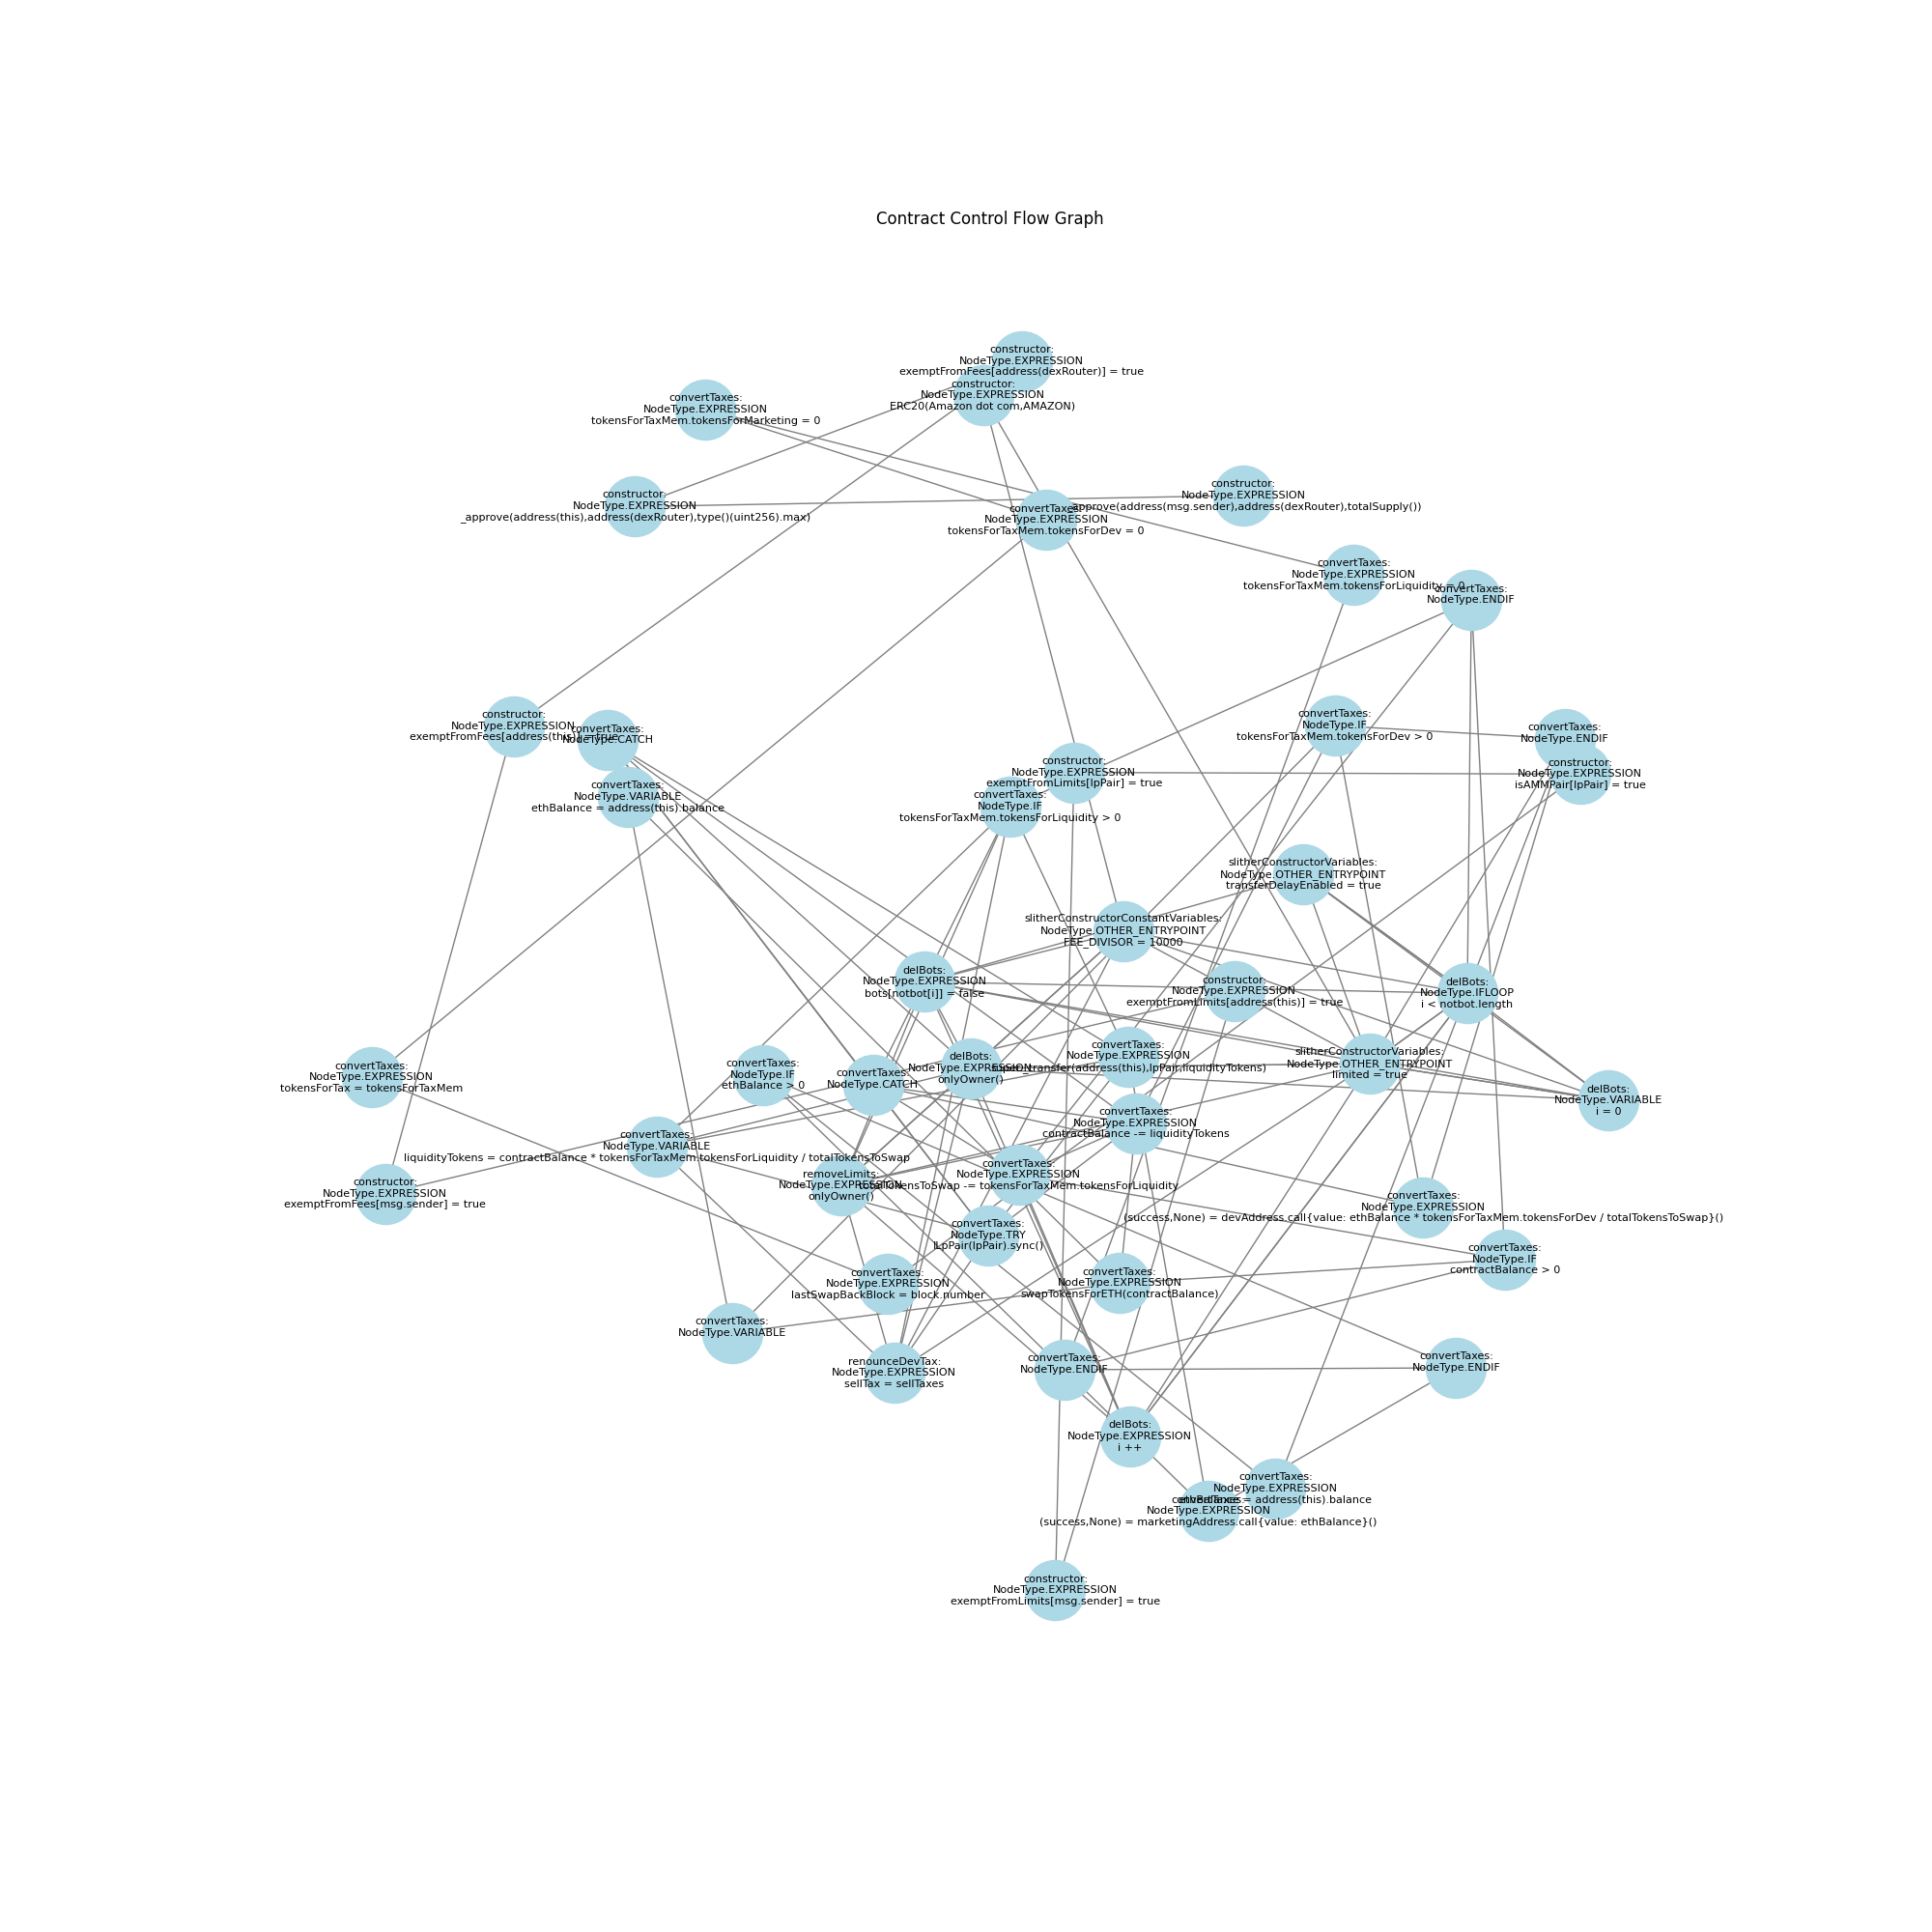 Contract Control Flow Graph
constructor:
NodeType.EXPRESSION
exemptFromFees[address(dexRouter)] = true
constructor:
NodeType.EXPRESSION
ERC20(Amazon dot com,AMAZON)
convertTaxes:
NodeType.EXPRESSION
tokensForTaxMem.tokensForMarketing = 0
constructor:
NodeType.EXPRESSION
_approve(address(this),address(dexRouter),type()(uint256).max)
constructor:
NodeType.EXPRESSION
_approve(address(msg.sender),address(dexRouter),totalSupply())
convertTaxes:
NodeType.EXPRESSION
tokensForTaxMem.tokensForDev = 0
convertTaxes:
NodeType.EXPRESSION
tokensForTaxMem.tokensForLiquidity = 0
convertTaxes:
NodeType.ENDIF
constructor:
NodeType.EXPRESSION
exemptFromFees[address(this)] = true
convertTaxes:
NodeType.CATCH
convertTaxes:
NodeType.IF
tokensForTaxMem.tokensForDev > 0
convertTaxes:
NodeType.ENDIF
constructor:
NodeType.EXPRESSION
exemptFromLimits[lpPair] = true
constructor:
NodeType.EXPRESSION
isAMMPair[lpPair] = true
convertTaxes:
NodeType.VARIABLE
ethBalance = address(this).balance
convertTaxes:
NodeType.IF
tokensForTaxMem.tokensForLiquidity > 0
slitherConstructorVariables:
NodeType.OTHER_ENTRYPOINT
transferDelayEnabled = true
slitherConstructorConstantVariables:
NodeType.OTHER_ENTRYPOINT
FEE_DIVISOR = 10000
delBots:
NodeType.EXPRESSION
bots[notbot[i]] = false
constructor:
NodeType.EXPRESSION
exemptFromLimits[address(this)] = true
delBots:
NodeType.IFLOOP
i < notbot.length
convertTaxes:
NodeType.EXPRESSION
tokensForTax = tokensForTaxMem
convertTaxes:
NodeType.IF
ethBalance > 0
convertTaxes:
NodeType.CATCH
delBots:
NodeType.EXPRESSION
onlyOwner()
convertTaxes:
NodeType.EXPRESSION
super._transfer(address(this),lpPair,liquidityTokens)
slitherConstructorVariables:
NodeType.OTHER_ENTRYPOINT
limited = true
delBots:
NodeType.VARIABLE
i = 0
convertTaxes:
NodeType.EXPRESSION
contractBalance -= liquidityTokens
convertTaxes:
NodeType.VARIABLE
liquidityTokens = contractBalance * tokensForTaxMem.tokensForLiquidity / totalTokensToSwap
constructor:
NodeType.EXPRESSION
exemptFromFees[msg.sender] = true
removeLimits:
NodeType.EXPRESSION
onlyOwner()
convertTaxes:
NodeType.EXPRESSION
totalTokensToSwap -= tokensForTaxMem.tokensForLiquidity
convertTaxes:
NodeType.EXPRESSION
(success,None) = devAddress.call{value: ethBalance * tokensForTaxMem.tokensForDev / totalTokensToSwap}()
convertTaxes:
NodeType.TRY
ILpPair(lpPair).sync()
convertTaxes:
NodeType.IF
contractBalance > 0
convertTaxes:
NodeType.EXPRESSION
lastSwapBackBlock = block.number
convertTaxes:
NodeType.EXPRESSION
swapTokensForETH(contractBalance)
convertTaxes:
NodeType.VARIABLE
renounceDevTax:
NodeType.EXPRESSION
sellTax = sellTaxes
convertTaxes:
NodeType.ENDIF
convertTaxes:
NodeType.ENDIF
delBots:
NodeType.EXPRESSION
i ++
convertTaxes:
NodeType.EXPRESSION
ethBalance = address(this).balance
convertTaxes:
NodeType.EXPRESSION
(success,None) = marketingAddress.call{value: ethBalance}()
constructor:
NodeType.EXPRESSION
exemptFromLimits[msg.sender] = true